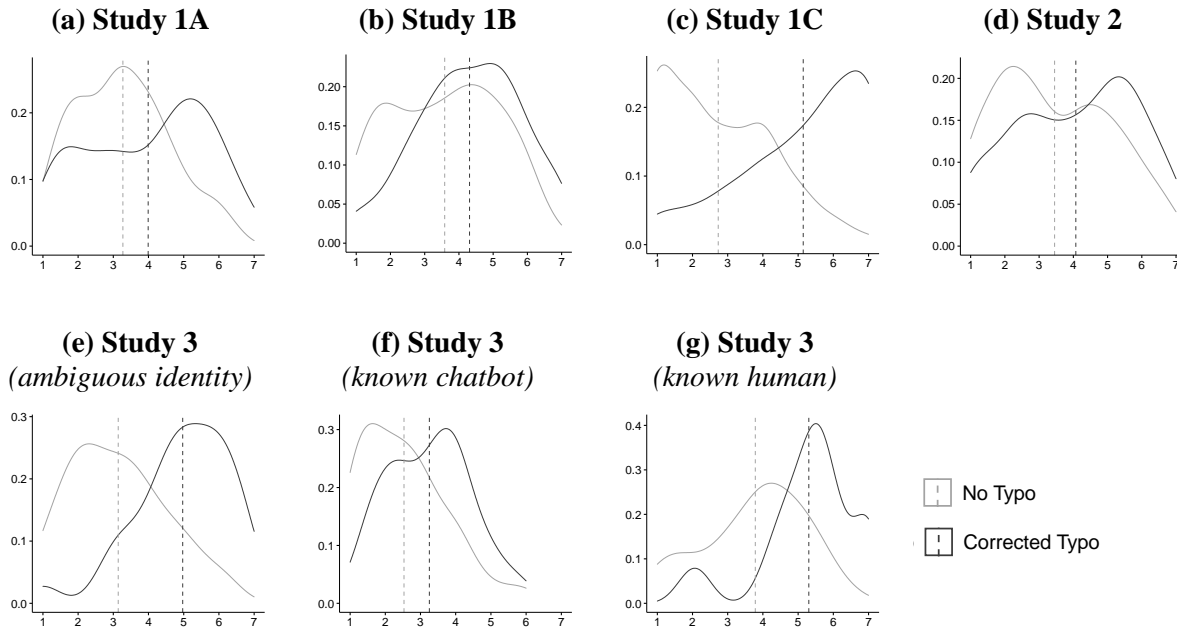 (a) Study 1A
(b) Study 1B
(c) Study 1C
(d) Study 2
0.2
0.1
0.0
1 2 3 4 5 6 7
0.20
0.15
0.10
0.05
0.00
1 2 3 4 5 6 7
0.2
0.1
0.0
1 2 3 4 5 6 7
0.20
0.15
0.10
0.05
0.00
1 2 3 4 5 6 7
(e) Study 3
(ambiguous identity)
(f) Study 3
(known chatbot)
(g) Study 3
(known human)
0.3
0.2
0.1
0.0
1 2 3 4 5 6 7
0.3
0.2
0.1
0.0
1 2 3 4 5 6 7
0.4
0.3
0.2
0.1
0.0
1 2 3 4 5 6 7
No Typo
Corrected Typo